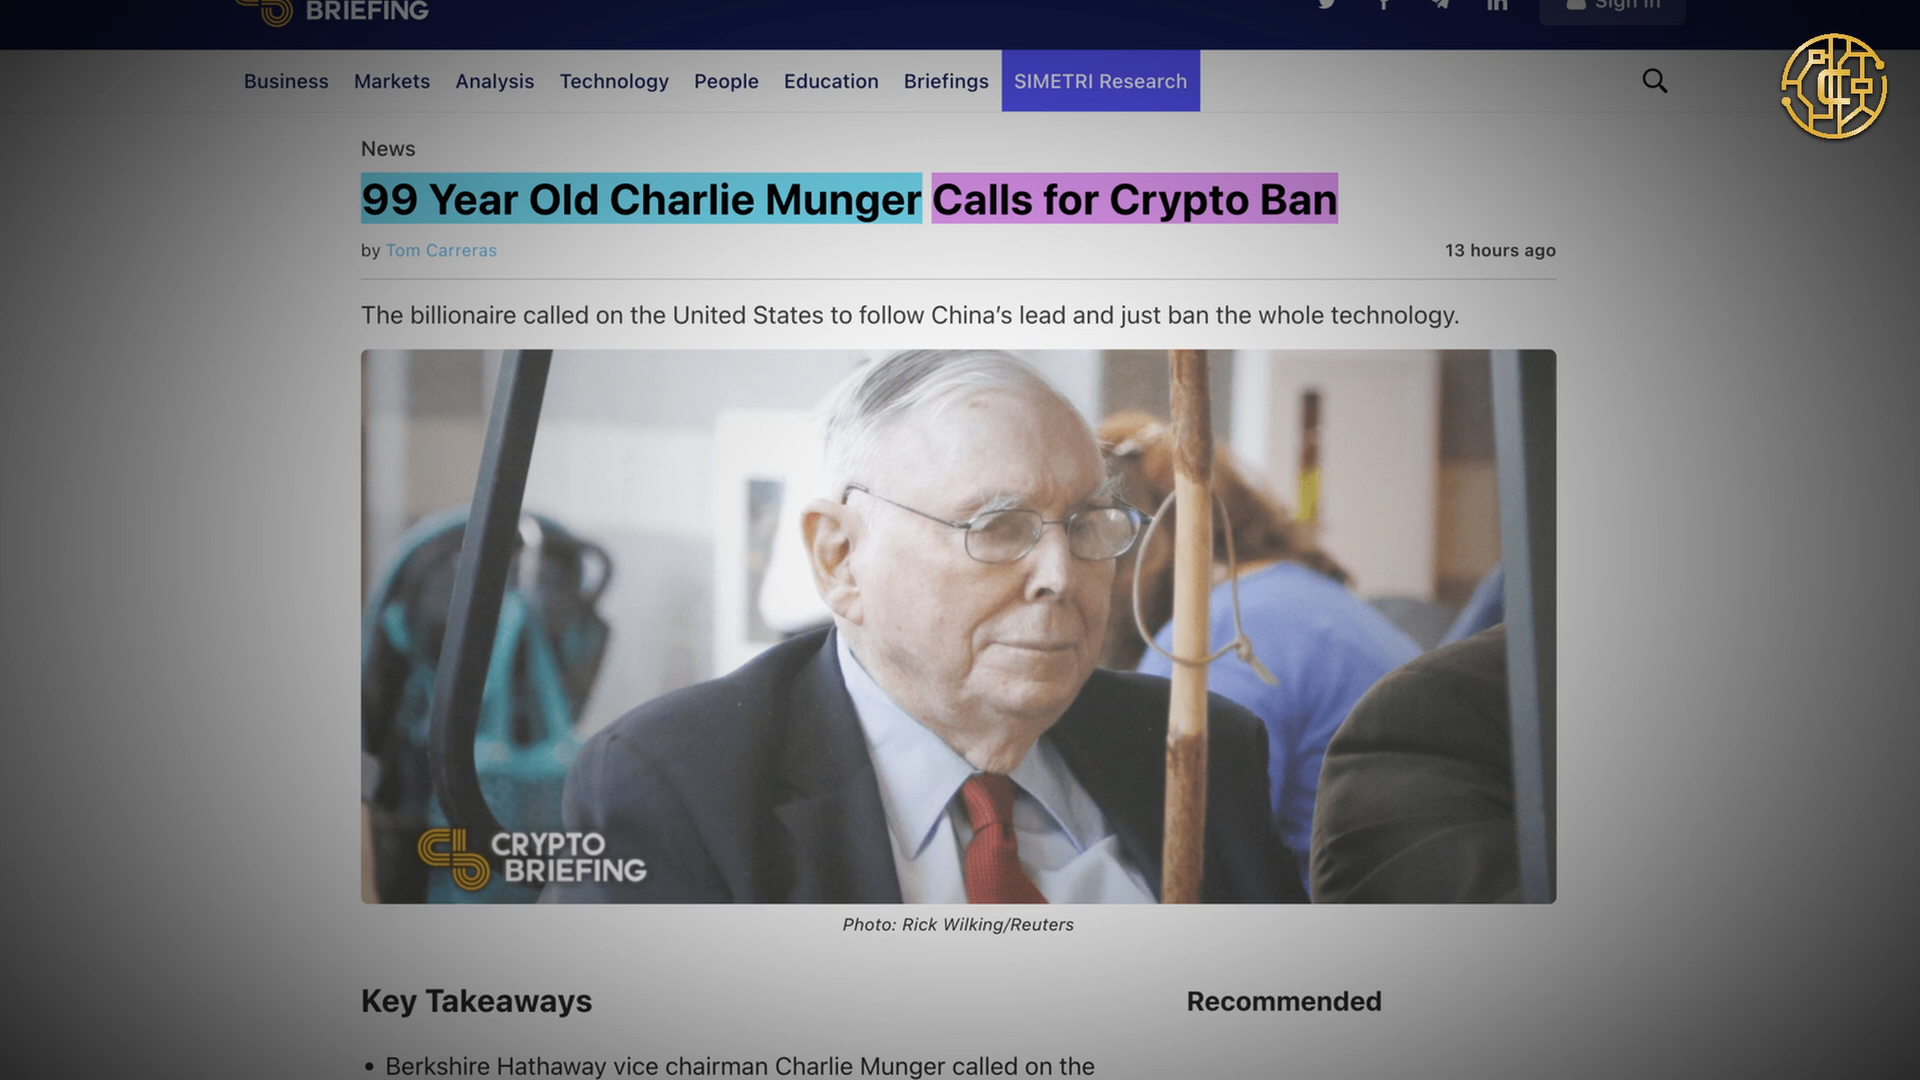 BRIEFING
Sign In
Business Markets Analysis Technology People Education Briefings SIMETRI Research
News
99 Year Old Charlie Munger Calls for Crypto Ban
by Tom Carreras
13 hours ago
The billionaire called on the United States to follow China’s lead and just ban the whole technology.
CRYPTO
BRIEFING
Photo: Rick Wilking/Reuters
Key Takeaways
Recommended
• Berkshire Hathaway vice chairman Charlie Munger called on the